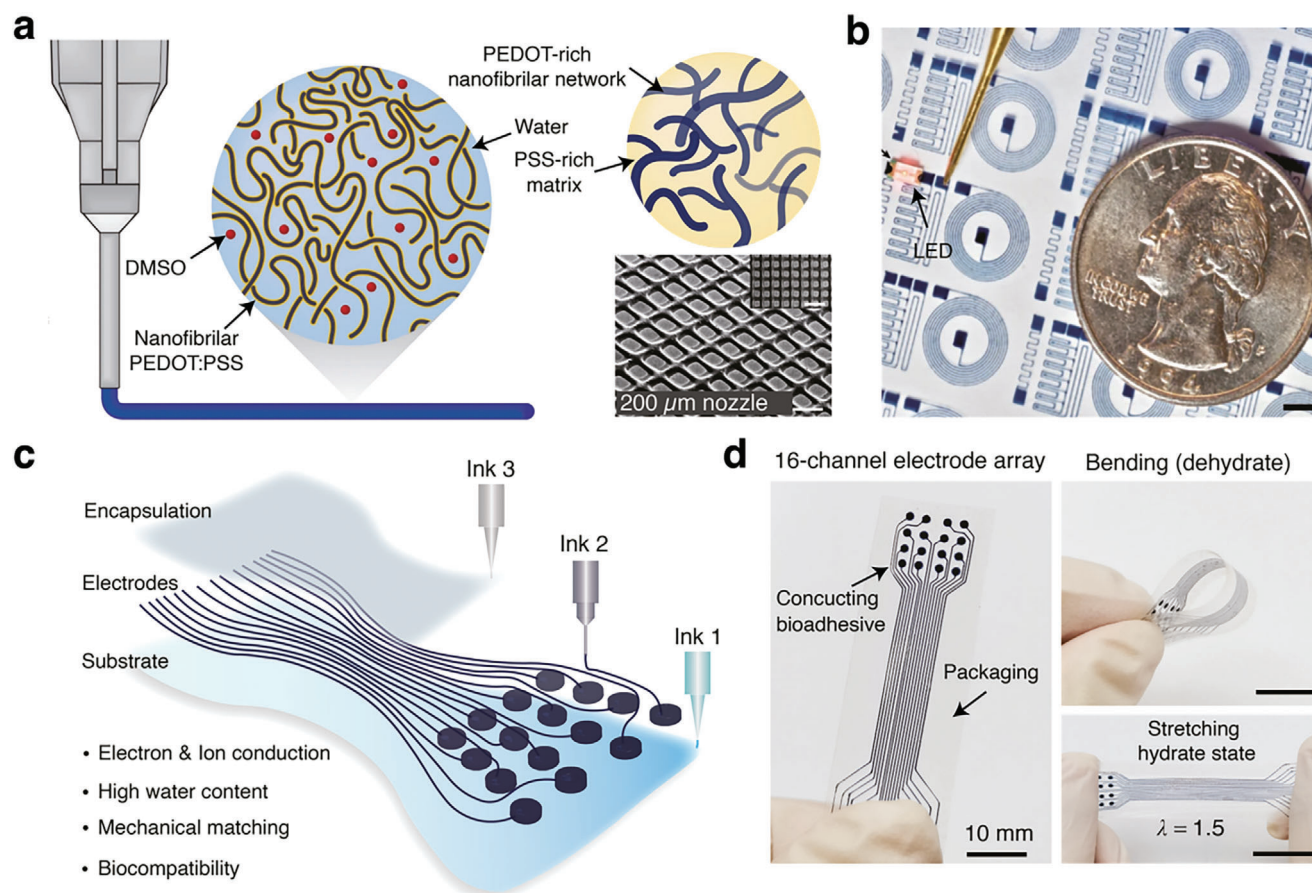 a
DMSO
Nanofibrilar
PEDOT:PSS
Water
PEDOT-rich
nanofibrilar network
PSS-rich
matrix
200 µm nozzle
b
LED
LIBERTY
IN GOD WE
TRUST
1994
c
Ink 3
Encapsulation
Ink 2
Electrodes
Ink 1
Substrate
• Electron & Ion conduction
• High water content
• Mechanical matching
• Biocompatibility
d
16-channel electrode array
Concucting
bioadhesive
Packaging
10 mm
Bending (dehydrate)
Stretching
hydrate state
λ = 1.5